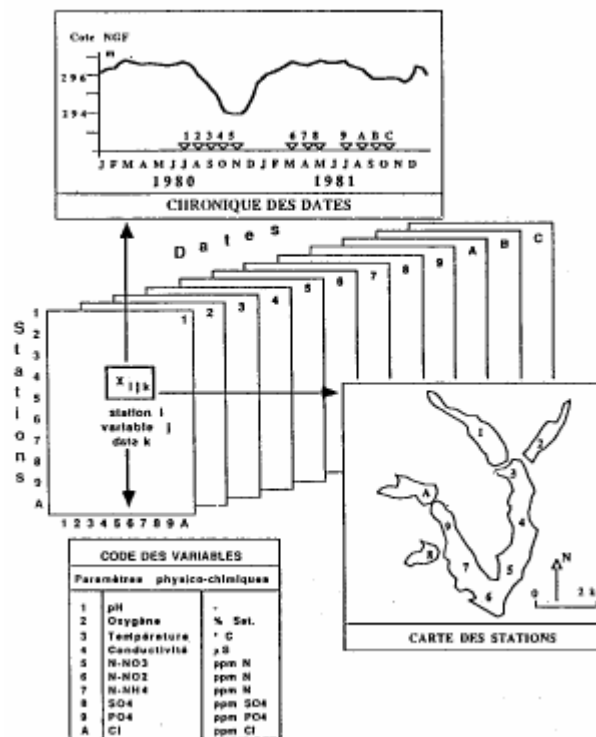 Cote NGF
m
296
294
1 2 3 4 5 6 7 8 9 A B C
J F M A M J J A S O N D J F M A M J J A S O N D
1980 1981
CHRONIQUE DES DATES
Dates
1 2 3 4 5 6 7 8 9 A B C
Stations
1
2
3
4
5
6
7
8
9
A
X ijk
station i
variable j
date k
1 2 3 4 5 6 7 8 9 A
1
2
3
4
5
6
7
8
9
A
N
0 2 k
CARTE DES STATIONS
CODE DES VARIABLES
Paramètres physico-chimiques
1 pH -
2 Oxygène % Sat.
3 Température ° C
4 Conductivité µS
5 N-NO3 ppm N
6 N-NO2 ppm N
7 N-NH4 ppm N
8 SO4 ppm SO4
9 PO4 ppm PO4
A Cl ppm Cl